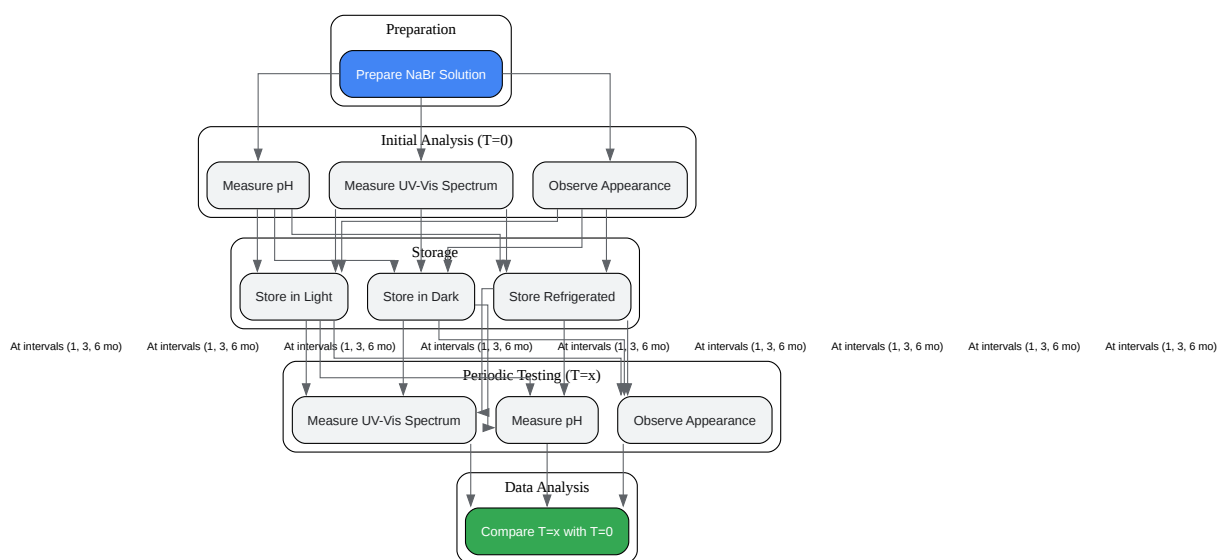 Preparation
Prepare NaBr Solution
Initial Analysis (T=0)
Measure pH
Measure UV-Vis Spectrum
Observe Appearance
Storage
Store in Light
Store in Dark
Store Refrigerated
At intervals (1, 3, 6 mo)
At intervals (1, 3, 6 mo)
At intervals (1, 3, 6 mo)
At intervals (1, 3, 6 mo)
At intervals (1, 3, 6 mo)
At intervals (1, 3, 6 mo)
At intervals (1, 3, 6 mo)
At intervals (1, 3, 6 mo)
At intervals (1, 3, 6 mo)
Periodic Testing (T=x)
Measure UV-Vis Spectrum
Measure pH
Observe Appearance
Data Analysis
Compare T=x with T=0